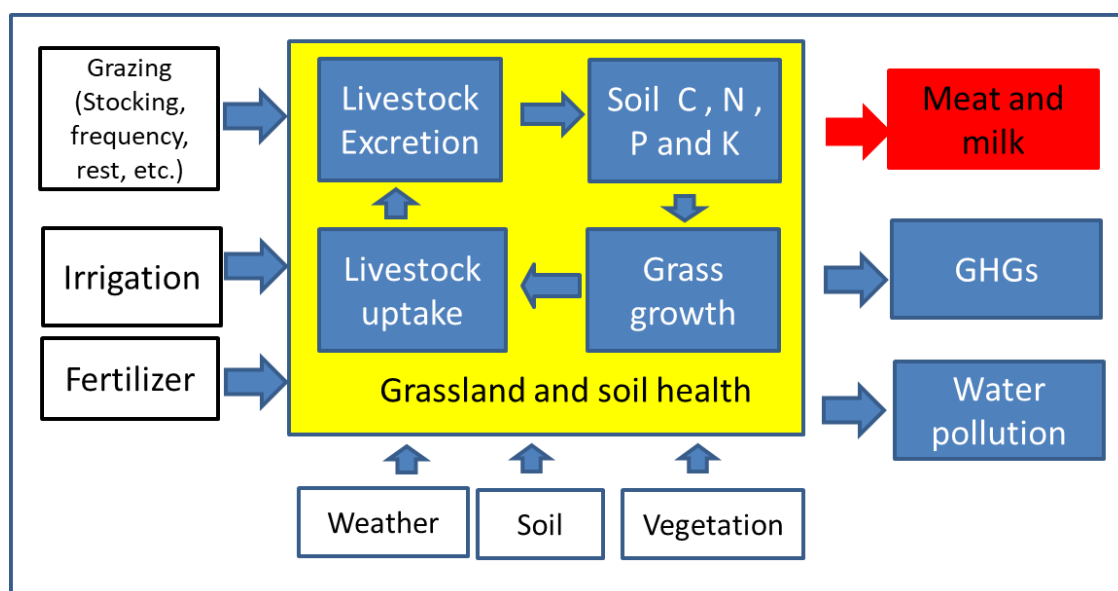 Grazing
(Stocking,
frequency,
rest, etc.)
Irrigation
Fertilizer
Livestock
Excretion
Soil C , N ,
P and K
Livestock
uptake
Grass
growth
Grassland and soil health
Meat and
milk
GHGs
Water
pollution
Weather
Soil
Vegetation